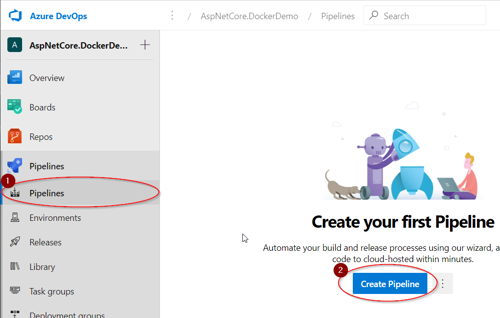 Azure DevOps
/ AspNetCore.DockerDemo / Pipelines
Search
A AspNetCore.DockerDe...
Overview
Boards
Repos
Pipelines
1
Pipelines
Environments
Releases
Library
Task groups
Deployment groups
Create your first Pipeline
Automate your build and release processes using our wizard, a
code to cloud-hosted within minutes.
2
Create Pipeline